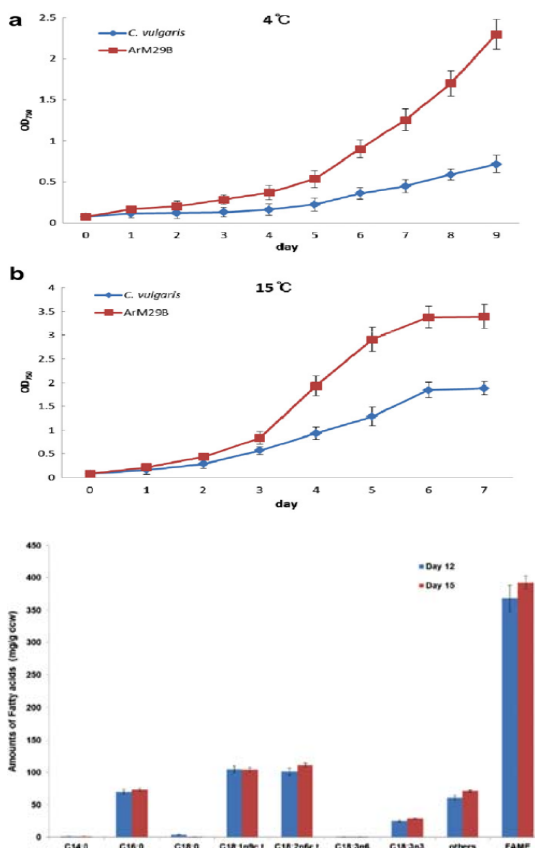 a
4℃
C. vulgaris
ArM29B
2.5
2
1.5
1
0.5
0
OD750
0 1 2 3 4 5 6 7 8 9
day
b
15℃
C. vulgaris
ArM29B
4
3.5
3
2.5
2
1.5
1
0.5
0
OD750
0 1 2 3 4 5 6 7
day
450
400
350
300
250
200
150
100
50
0
Amounts of Fatty acids (mg/g dcw)
Day 12
Day 15
C14:0 C16:0 C18:0 C18:1n9c,t C18:2n6c,t C18:3n6 C18:3n3 others FAME